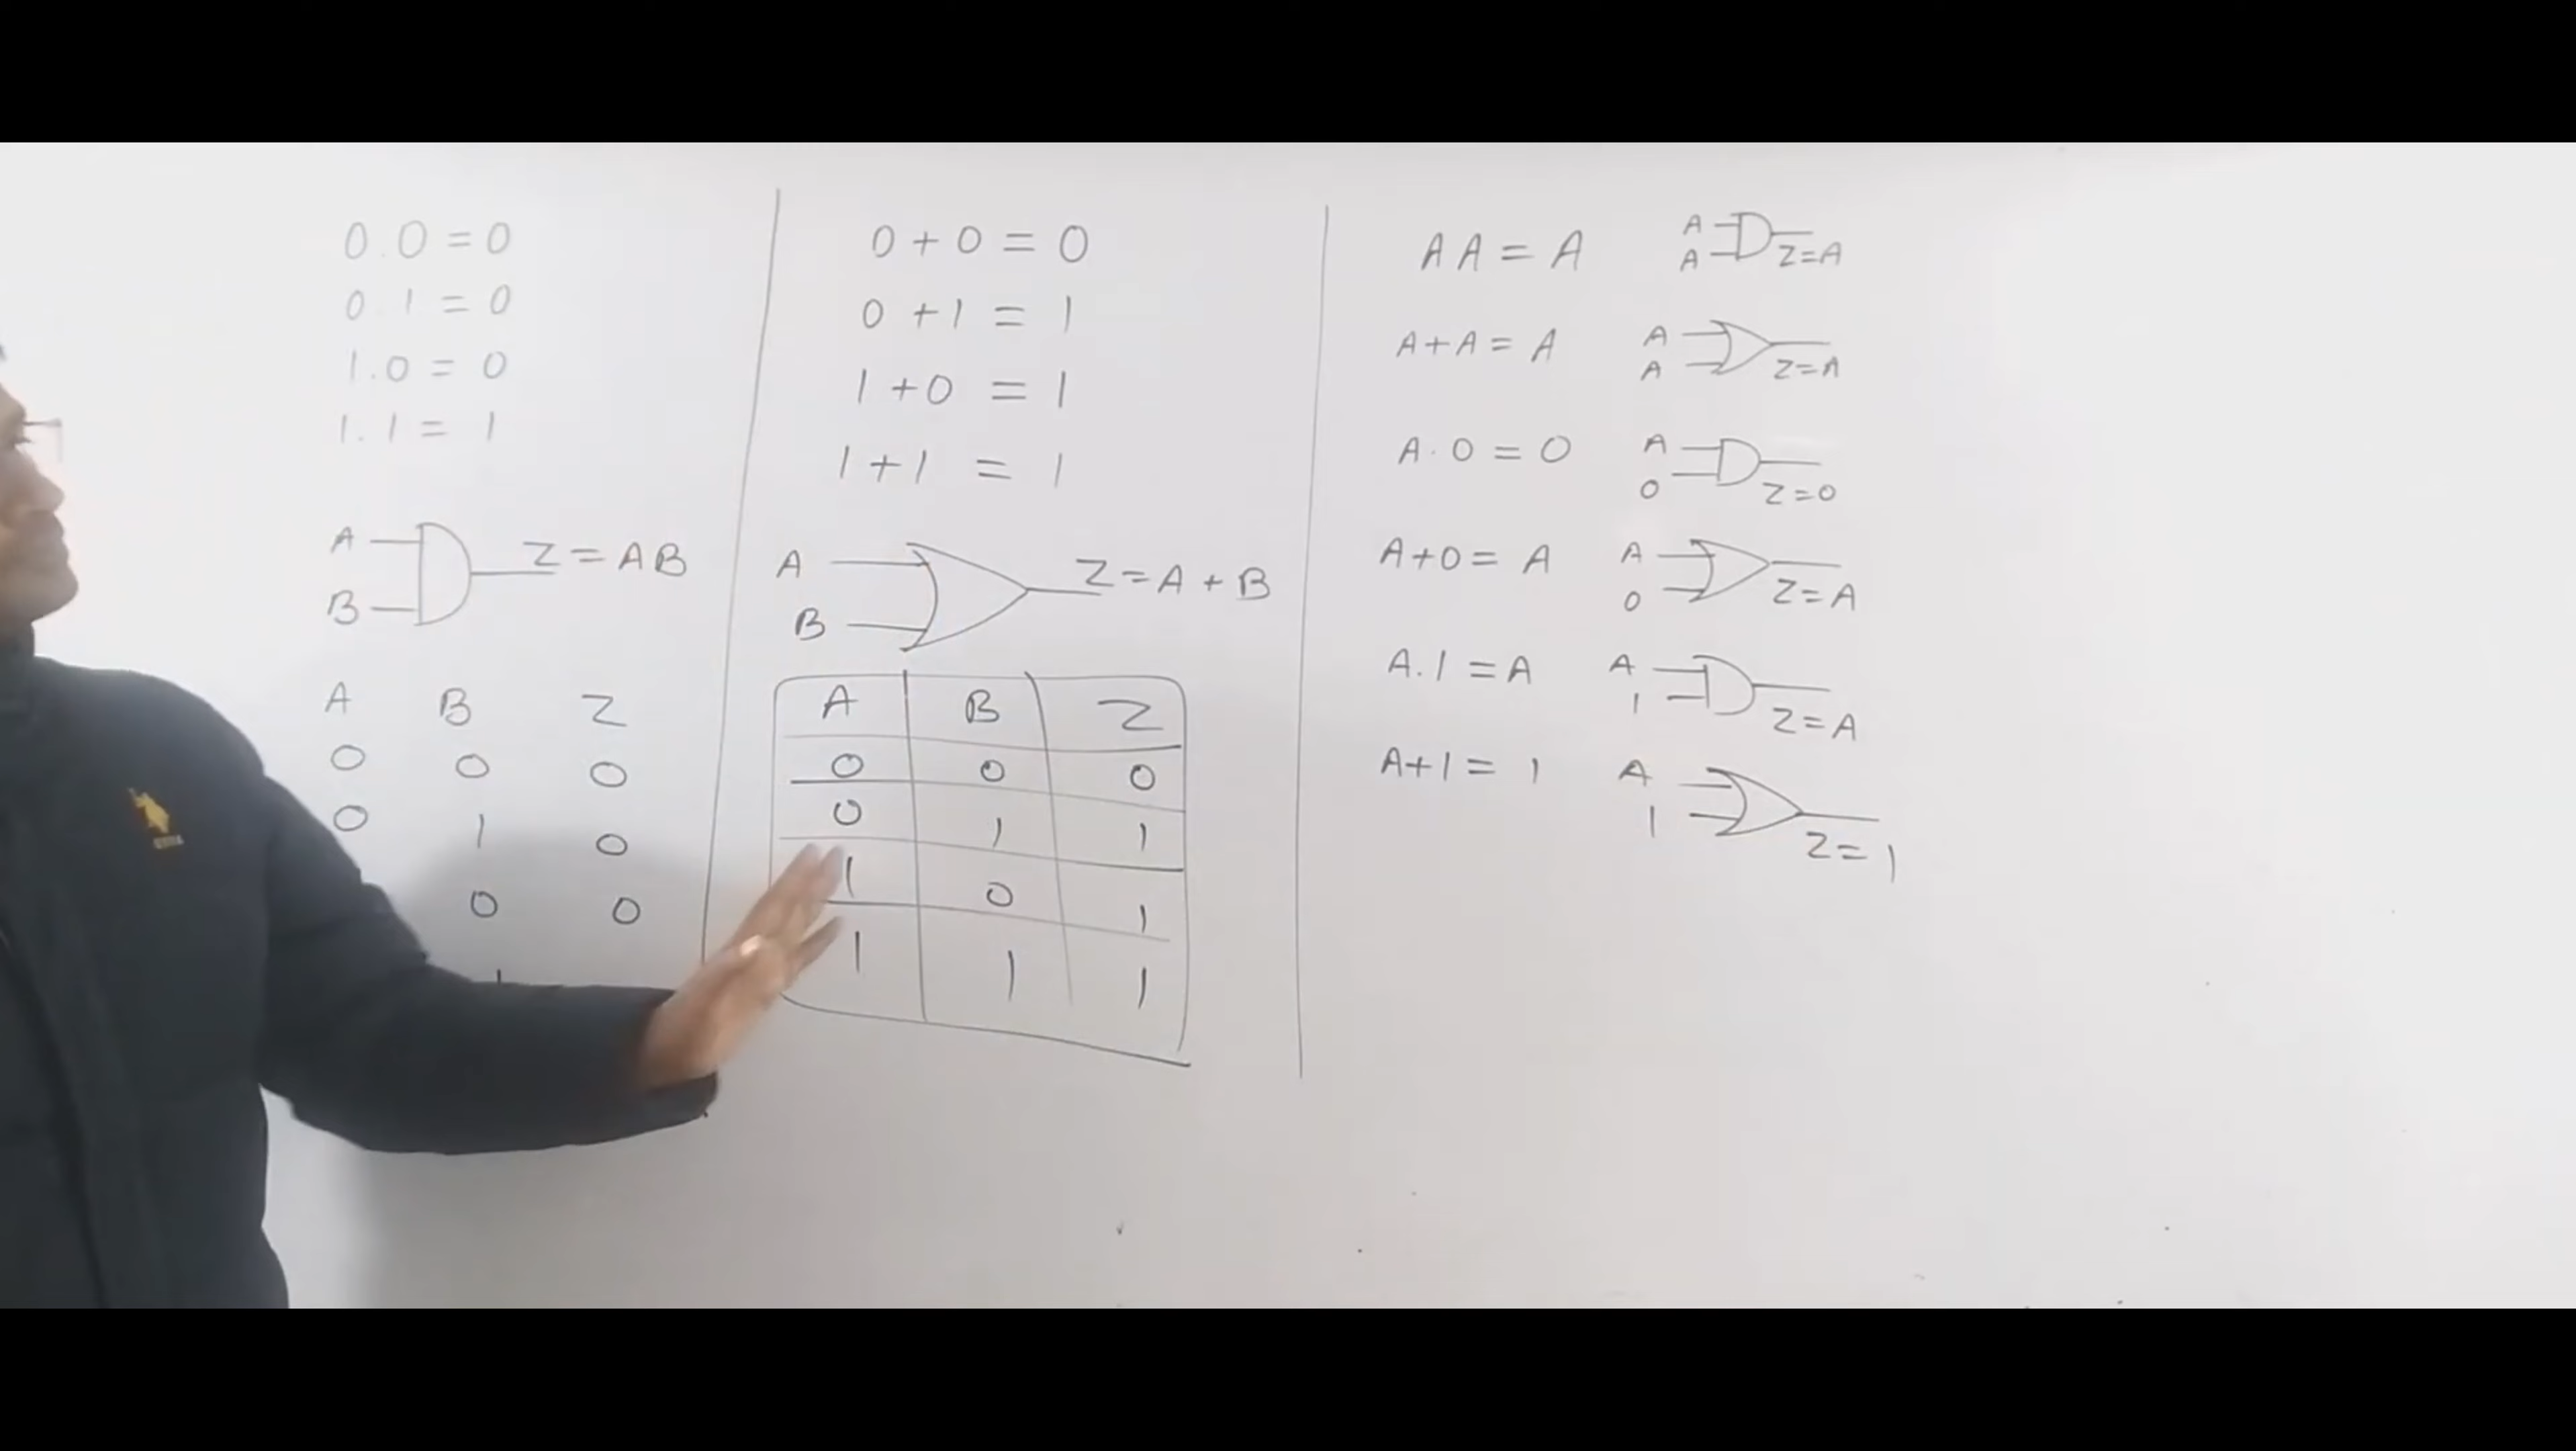 0.0 = 0
0.1 = 0
1.0 = 0
1.1 = 1
A
B
Z = AB
A B Z
0 0 0
0 1 0
0 0
0 + 0 = 0
0 + 1 = 1
1 + 0 = 1
1 + 1 = 1
A
B
Z = A + B
A B Z
0 0 0
0 1 1
1 0 1
1 1 1
AA = A
A
A
Z = A
A + A = A
A
A
Z = A
A . 0 = 0
A
0
Z = 0
A + 0 = A
A
0
Z = A
A . 1 = A
A
1
Z = A
A + 1 = 1
A
1
Z = 1